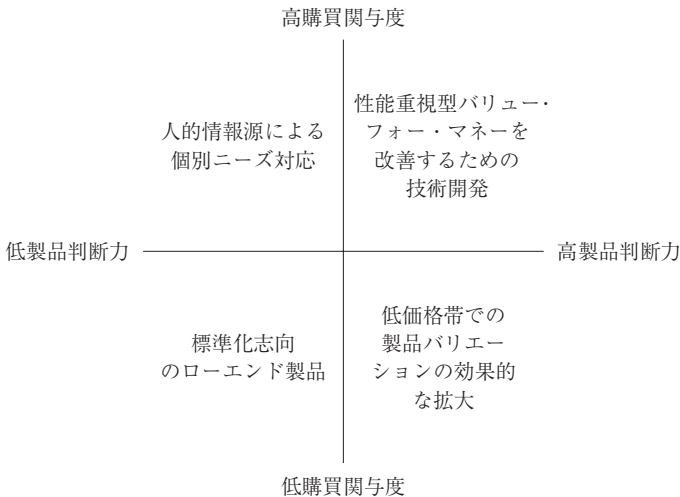 高購買関与度
人的情報源による
個別ニーズ対応
性能重視型バリュー・
フォー・マネーを
改善するための
技術開発
低製品判断力
高製品判断力
標準化志向
のローエンド製品
低価格帯での
製品バリエー
ションの効果的
な拡大
低購買関与度